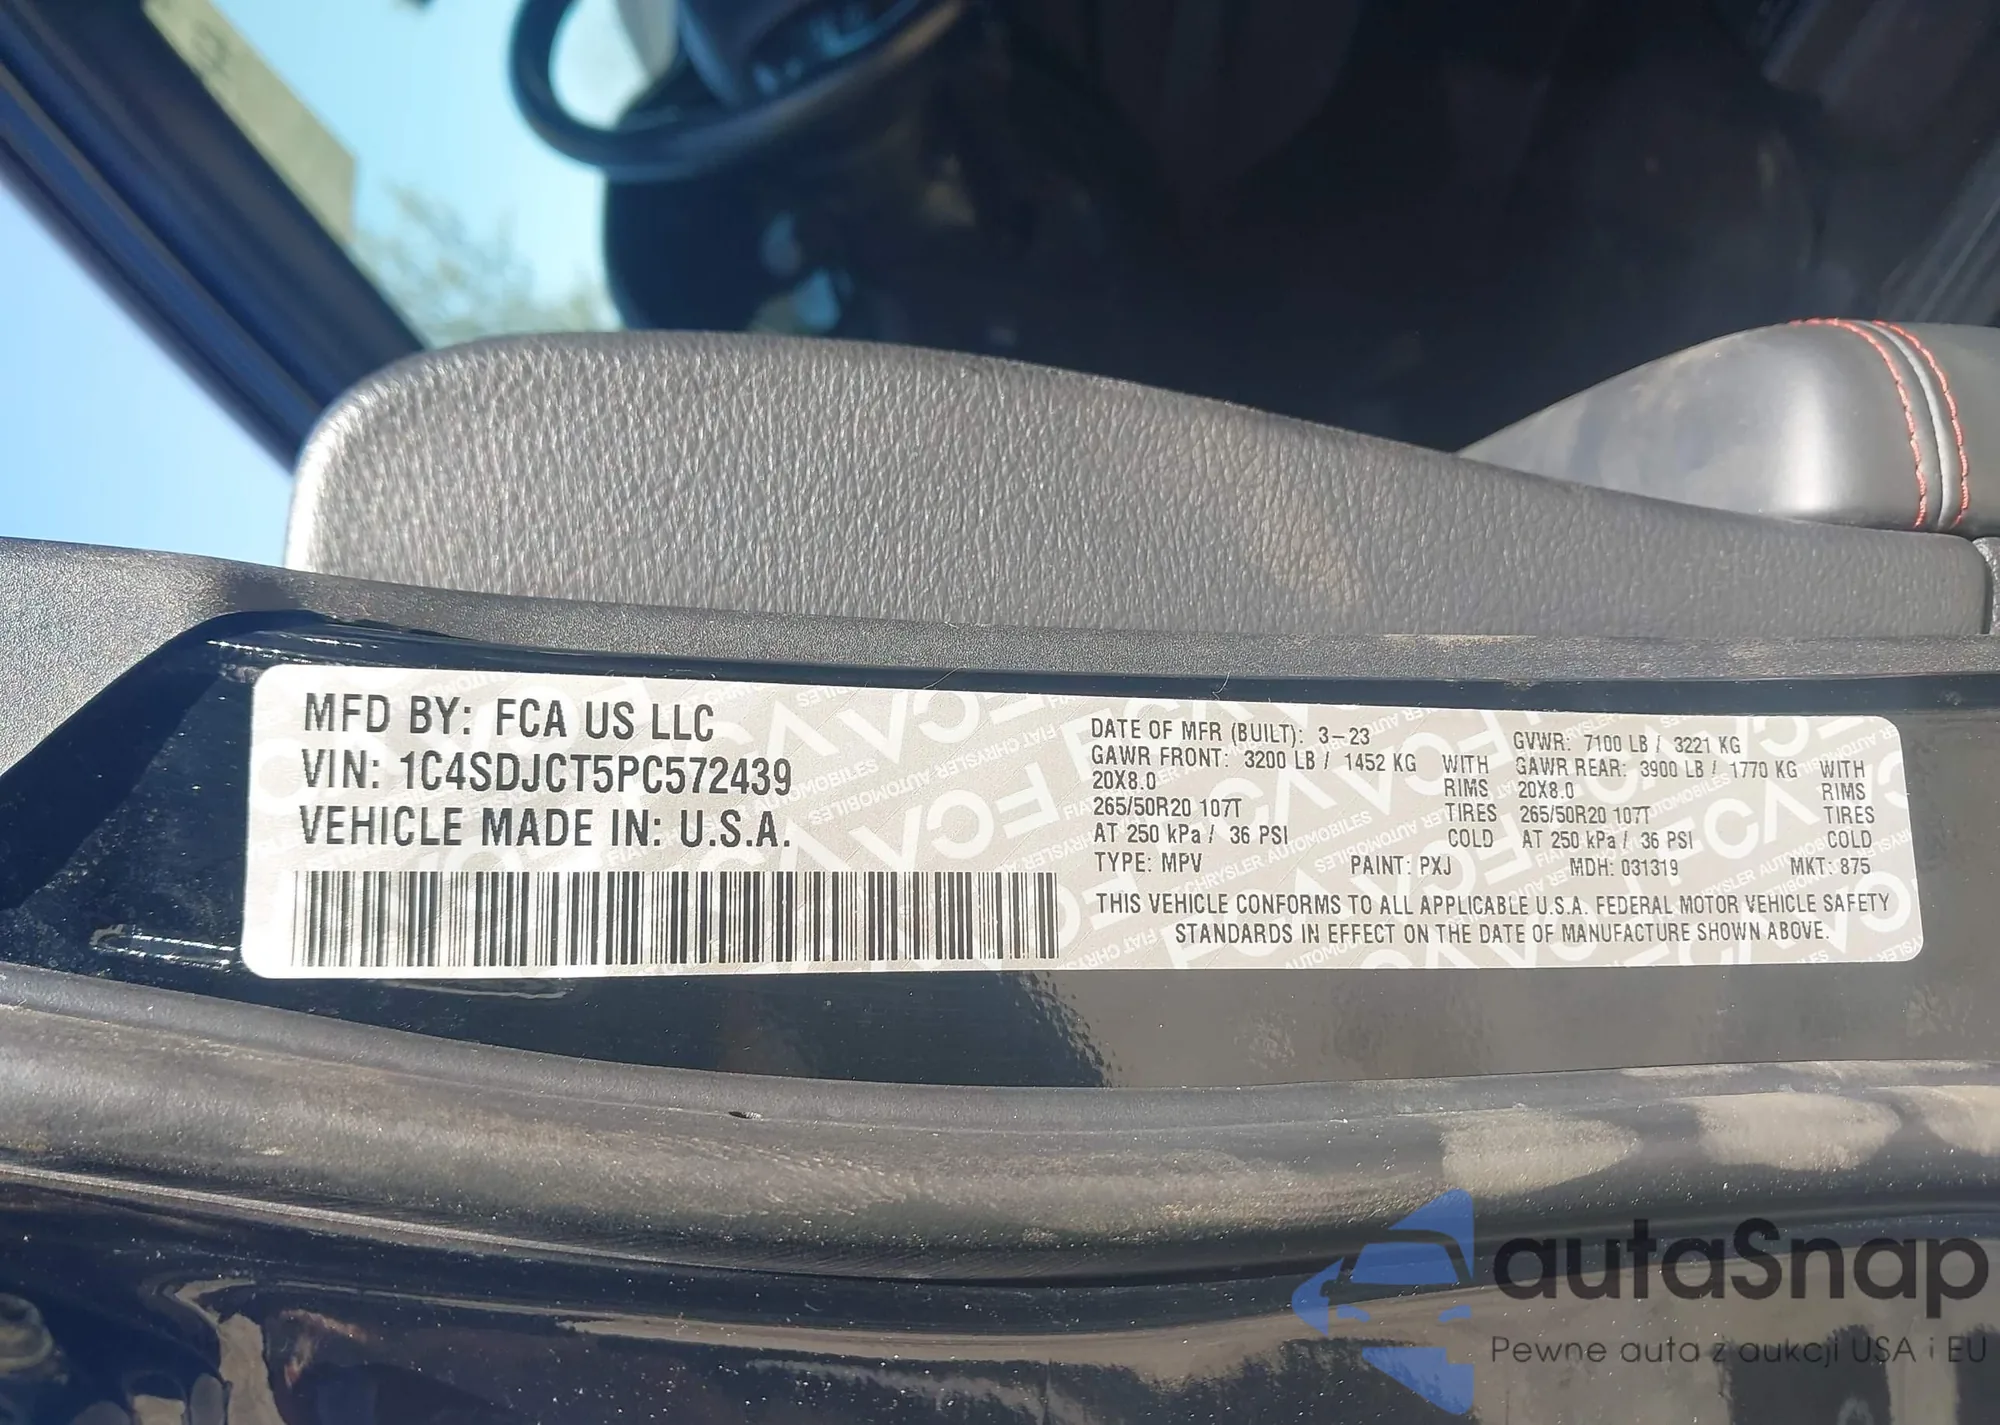 MFD BY: FCA US LLC
VIN: 1C4SDJCT5PC572439
VEHICLE MADE IN: U.S.A.
DATE OF MFR (BUILT): 3-23 GVWR: 7100 LB / 3221 KG
GAWR FRONT: 3200 LB / 1452 KG WITH GAWR REAR: 3900 LB / 1770 KG WITH
20X8.0 RIMS 20X8.0 RIMS
265/50R20 107T TIRES 265/50R20 107T TIRES
AT 250 kPa / 36 PSI COLD AT 250 kPa / 36 PSI COLD
TYPE: MPV PAINT: PXJ MDH: 031319 MKT: 875
THIS VEHICLE CONFORMS TO ALL APPLICABLE U.S.A. FEDERAL MOTOR VEHICLE SAFETY
STANDARDS IN EFFECT ON THE DATE OF MANUFACTURE SHOWN ABOVE.
autaSnap
Pewne auta z aukcji USA i EU